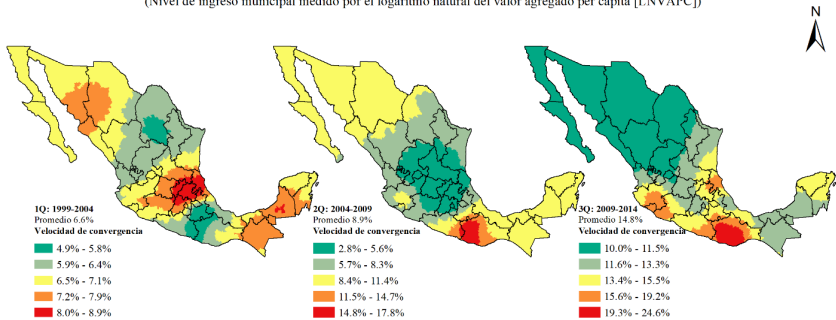 (Nivel de ingreso municipal medido por el logaritmo natural del valor agregado per cápita [LNVAPC])
N
1Q: 1999-2004
Promedio 6.6%
Velocidad de convergencia
4.9% - 5.8%
5.9% - 6.4%
6.5% - 7.1%
7.2% - 7.9%
8.0% - 8.9%
2Q: 2004-2009
Promedio 8.9%
Velocidad de convergencia
2.8% - 5.6%
5.7% - 8.3%
8.4% - 11.4%
11.5% - 14.7%
14.8% - 17.8%
3Q: 2009-2014
Promedio 14.8%
Velocidad de convergencia
10.0% - 11.5%
11.6% - 13.3%
13.4% - 15.5%
15.6% - 19.2%
19.3% - 24.6%